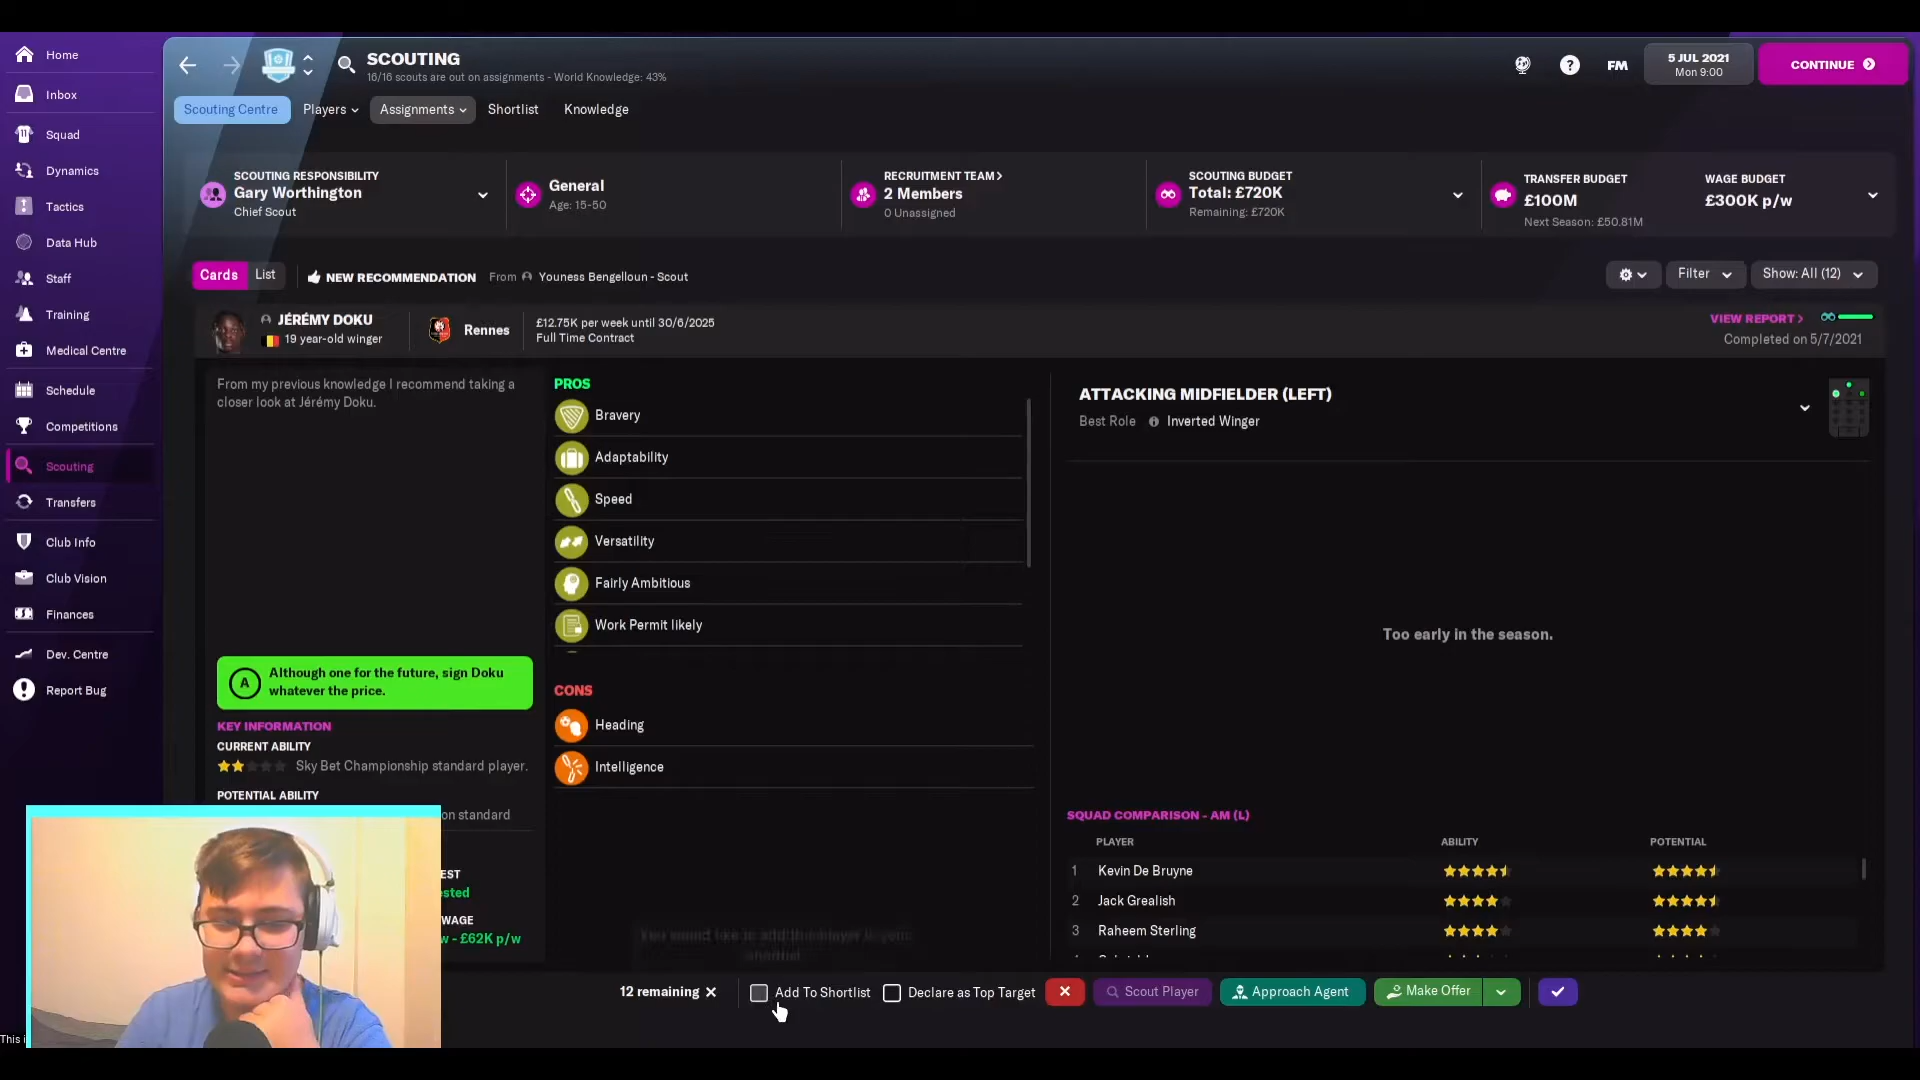 Home
Inbox
Squad
Dynamics
Tactics
Data Hub
Staff
Training
Medical Centre
Schedule
Competitions
Scouting
Transfers
Club Info
Club Vision
Finances
Dev. Centre
Report Bug
SCOUTING
16/16 scouts are out on assignments - World Knowledge: 43%
FM
5 JUL 2021
Mon 9:00
CONTINUE
Scouting Centre
Players
Assignments
Shortlist
Knowledge
SCOUTING RESPONSIBILITY
Gary Worthington
Chief Scout
General
Age: 15-50
RECRUITMENT TEAM >
2 Members
0 Unassigned
SCOUTING BUDGET
Total: £720K
Remaining: £720K
TRANSFER BUDGET
£100M
Next Season: £50.81M
WAGE BUDGET
£300K p/w
Cards
List
NEW RECOMMENDATION From Youness Bengelloun - Scout
Filter
Show: All (12)
JÉRÉMY DOKU
19 year-old winger
Rennes
£12.75K per week until 30/6/2025
Full Time Contract
VIEW REPORT >
Completed on 5/7/2021
From my previous knowledge I recommend taking a
closer look at Jérémy Doku.
A
Although one for the future, sign Doku
whatever the price.
KEY INFORMATION
CURRENT ABILITY
Sky Bet Championship standard player.
POTENTIAL ABILITY
on standard
EST
sted
WAGE
w - £62K p/w
PROS
Bravery
Adaptability
Speed
Versatility
Fairly Ambitious
Work Permit likely
CONS
Heading
Intelligence
ATTACKING MIDFIELDER (LEFT)
Best Role Inverted Winger
Too early in the season.
SQUAD COMPARISON - AM (L)
PLAYER ABILITY POTENTIAL
1 Kevin De Bruyne
2 Jack Grealish
3 Raheem Sterling
12 remaining
Add To Shortlist
Declare as Top Target
Scout Player
Approach Agent
Make Offer
This i